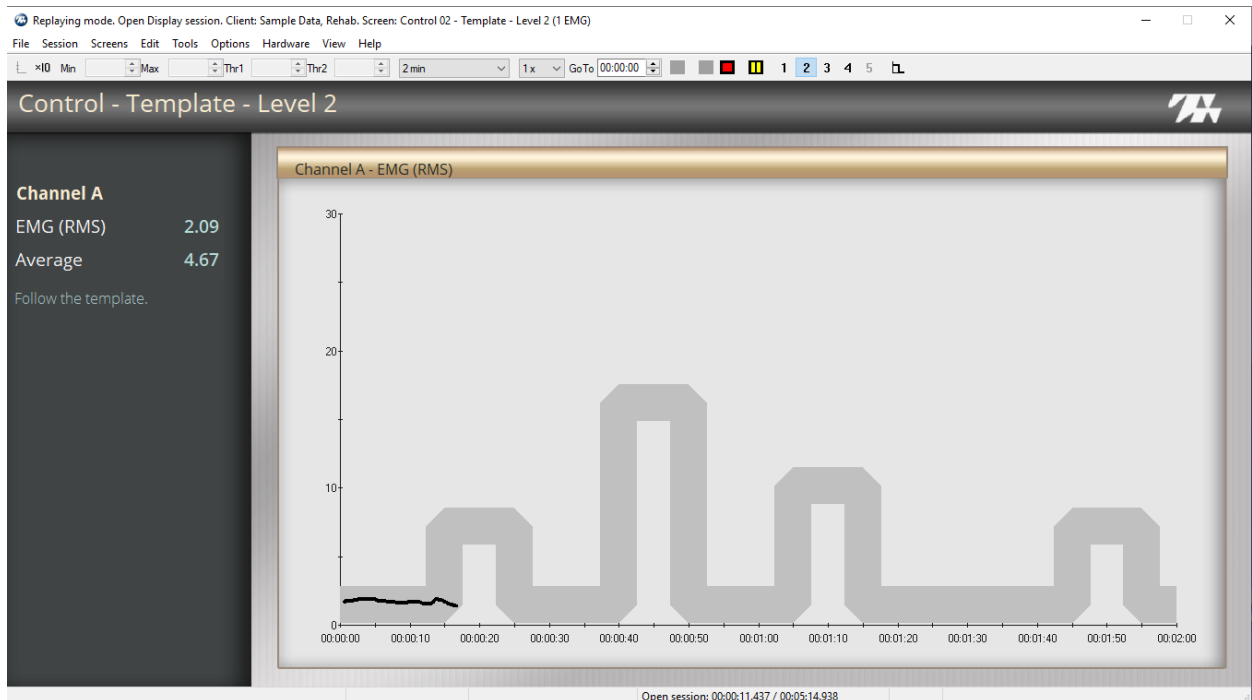 Replaying mode. Open Display session. Client: Sample Data, Rehab. Screen: Control 02 - Template - Level 2 (1 EMG)
File Session Screens Edit Tools Options Hardware View Help
×10 Min Max Thr1 Thr2 2 min 1 x GoTo 00:00:00 1 2 3 4 5
Control - Template - Level 2
Channel A
EMG (RMS) 2.09
Average 4.67
Follow the template.
Channel A - EMG (RMS)
30
20
10
0
00:00:00 00:00:10 00:00:20 00:00:30 00:00:40 00:00:50 00:01:00 00:01:10 00:01:20 00:01:30 00:01:40 00:01:50 00:02:00
Open session: 00:00:11.437 / 00:05:14.938